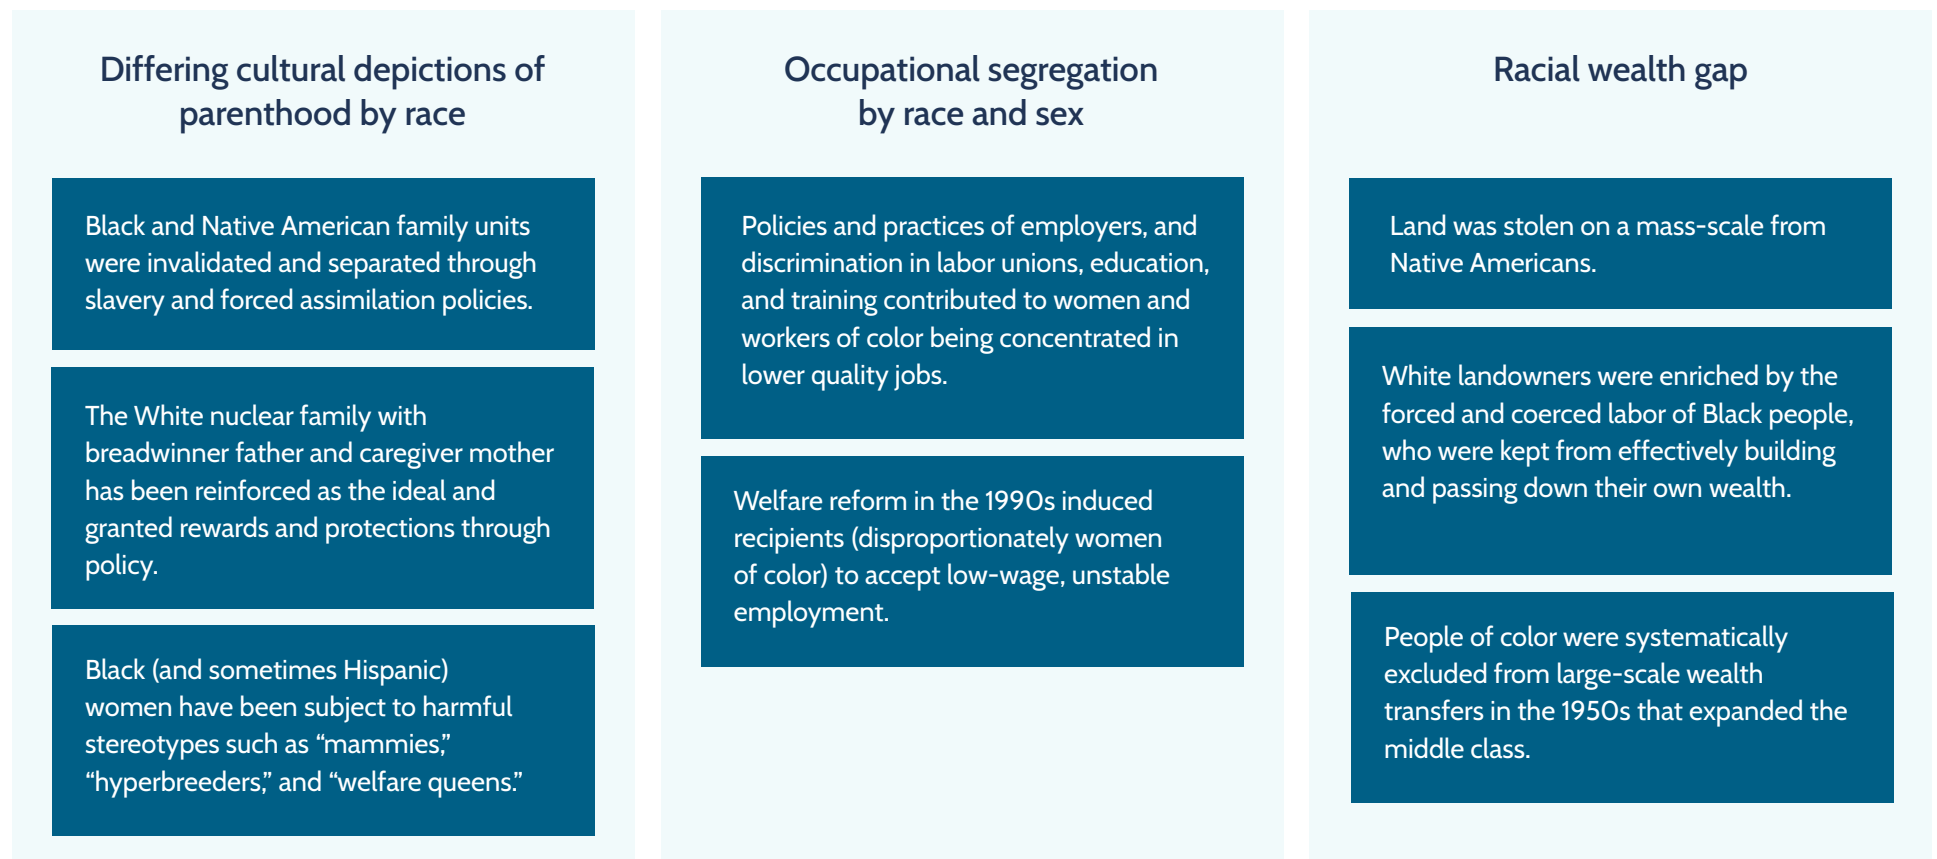 Differing cultural depictions of
parenthood by race
Black and Native American family units
were invalidated and separated through
slavery and forced assimilation policies.
The White nuclear family with
breadwinner father and caregiver mother
has been reinforced as the ideal and
granted rewards and protections through
policy.
Black (and sometimes Hispanic)
women have been subject to harmful
stereotypes such as “mammies,”
“hyperbreeders,” and “welfare queens.”
Occupational segregation
by race and sex
Policies and practices of employers, and
discrimination in labor unions, education,
and training contributed to women and
workers of color being concentrated in
lower quality jobs.
Welfare reform in the 1990s induced
recipients (disproportionately women
of color) to accept low-wage, unstable
employment.
Racial wealth gap
Land was stolen on a mass-scale from
Native Americans.
White landowners were enriched by the
forced and coerced labor of Black people,
who were kept from effectively building
and passing down their own wealth.
People of color were systematically
excluded from large-scale wealth
transfers in the 1950s that expanded the
middle class.